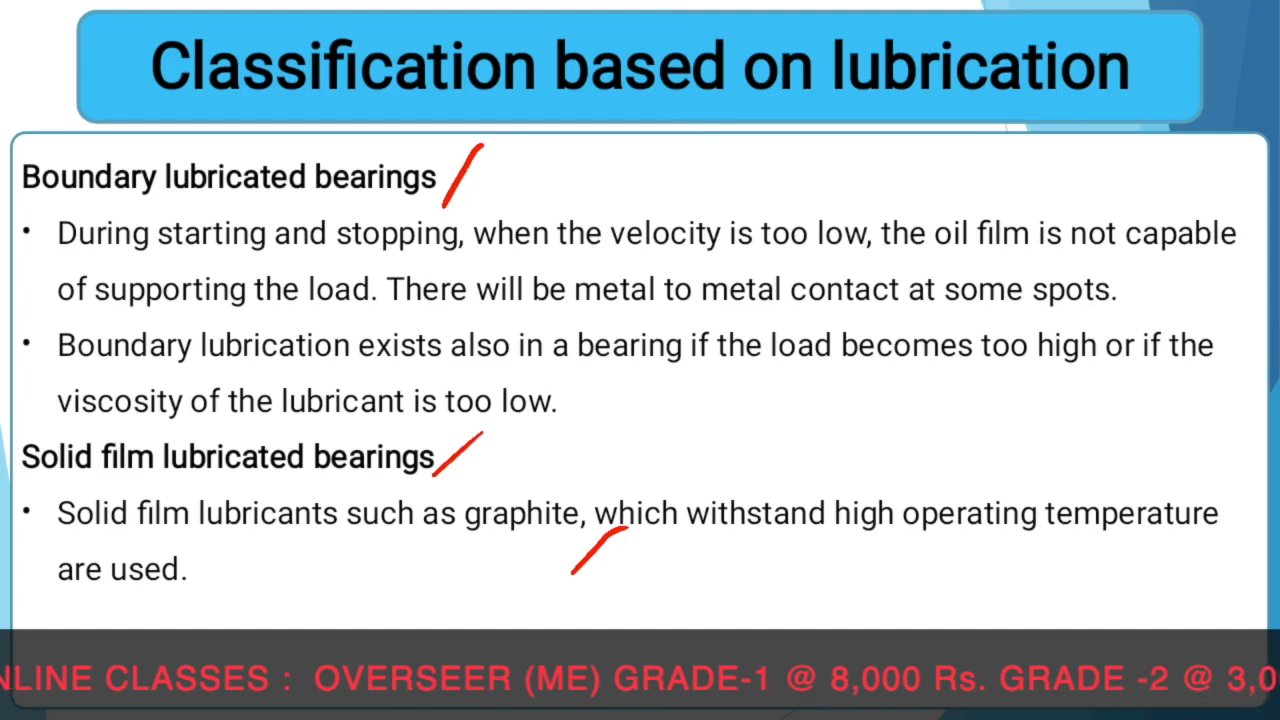 Classification based on lubrication
Boundary lubricated bearings
• During starting and stopping, when the velocity is too low, the oil film is not capable
of supporting the load. There will be metal to metal contact at some spots.
• Boundary lubrication exists also in a bearing if the load becomes too high or if the
viscosity of the lubricant is too low.
Solid film lubricated bearings
• Solid film lubricants such as graphite, which withstand high operating temperature
are used.
NLINE CLASSES : OVERSEER (ME) GRADE-1 @ 8,000 Rs. GRADE -2 @ 3,0